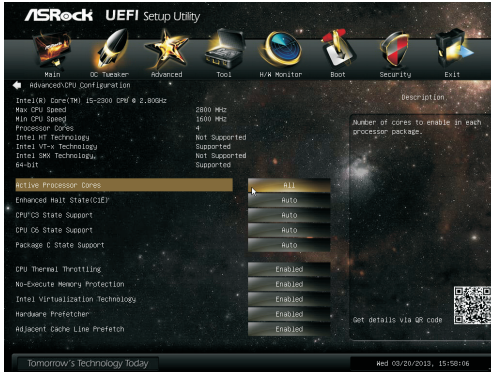 ASRock UEFI Setup Utility
Main OC Tweaker Advanced Tool H/W Monitor Boot Security Exit
Advanced\CPU Configuration
Description
Intel(R) Core(TM) i5-2300 CPU @ 2.80GHz
Max CPU Speed 2800 MHz
Min CPU Speed 1600 MHz
Number of cores to enable in each
Processor Cores 4
processor package.
Intel HT Technology Not Supported
Intel VT-x Technology Supported
Intel SMX Technology Not Supported
64-bit Supported
Active Processor Cores All
Enhanced Halt State(C1E) Auto
CPU C3 State Support Auto
CPU C6 State Support Auto
Package C State Support Auto
CPU Thermal Throttling Enabled
No-Execute Memory Protection Enabled
Intel Virtualization Technology Enabled
Hardware Prefetcher Enabled
Get details via QR code
Adjacent Cache Line Prefetch Enabled
Tomorrow's Technology Today
Wed 03/20/2013, 15:58:06